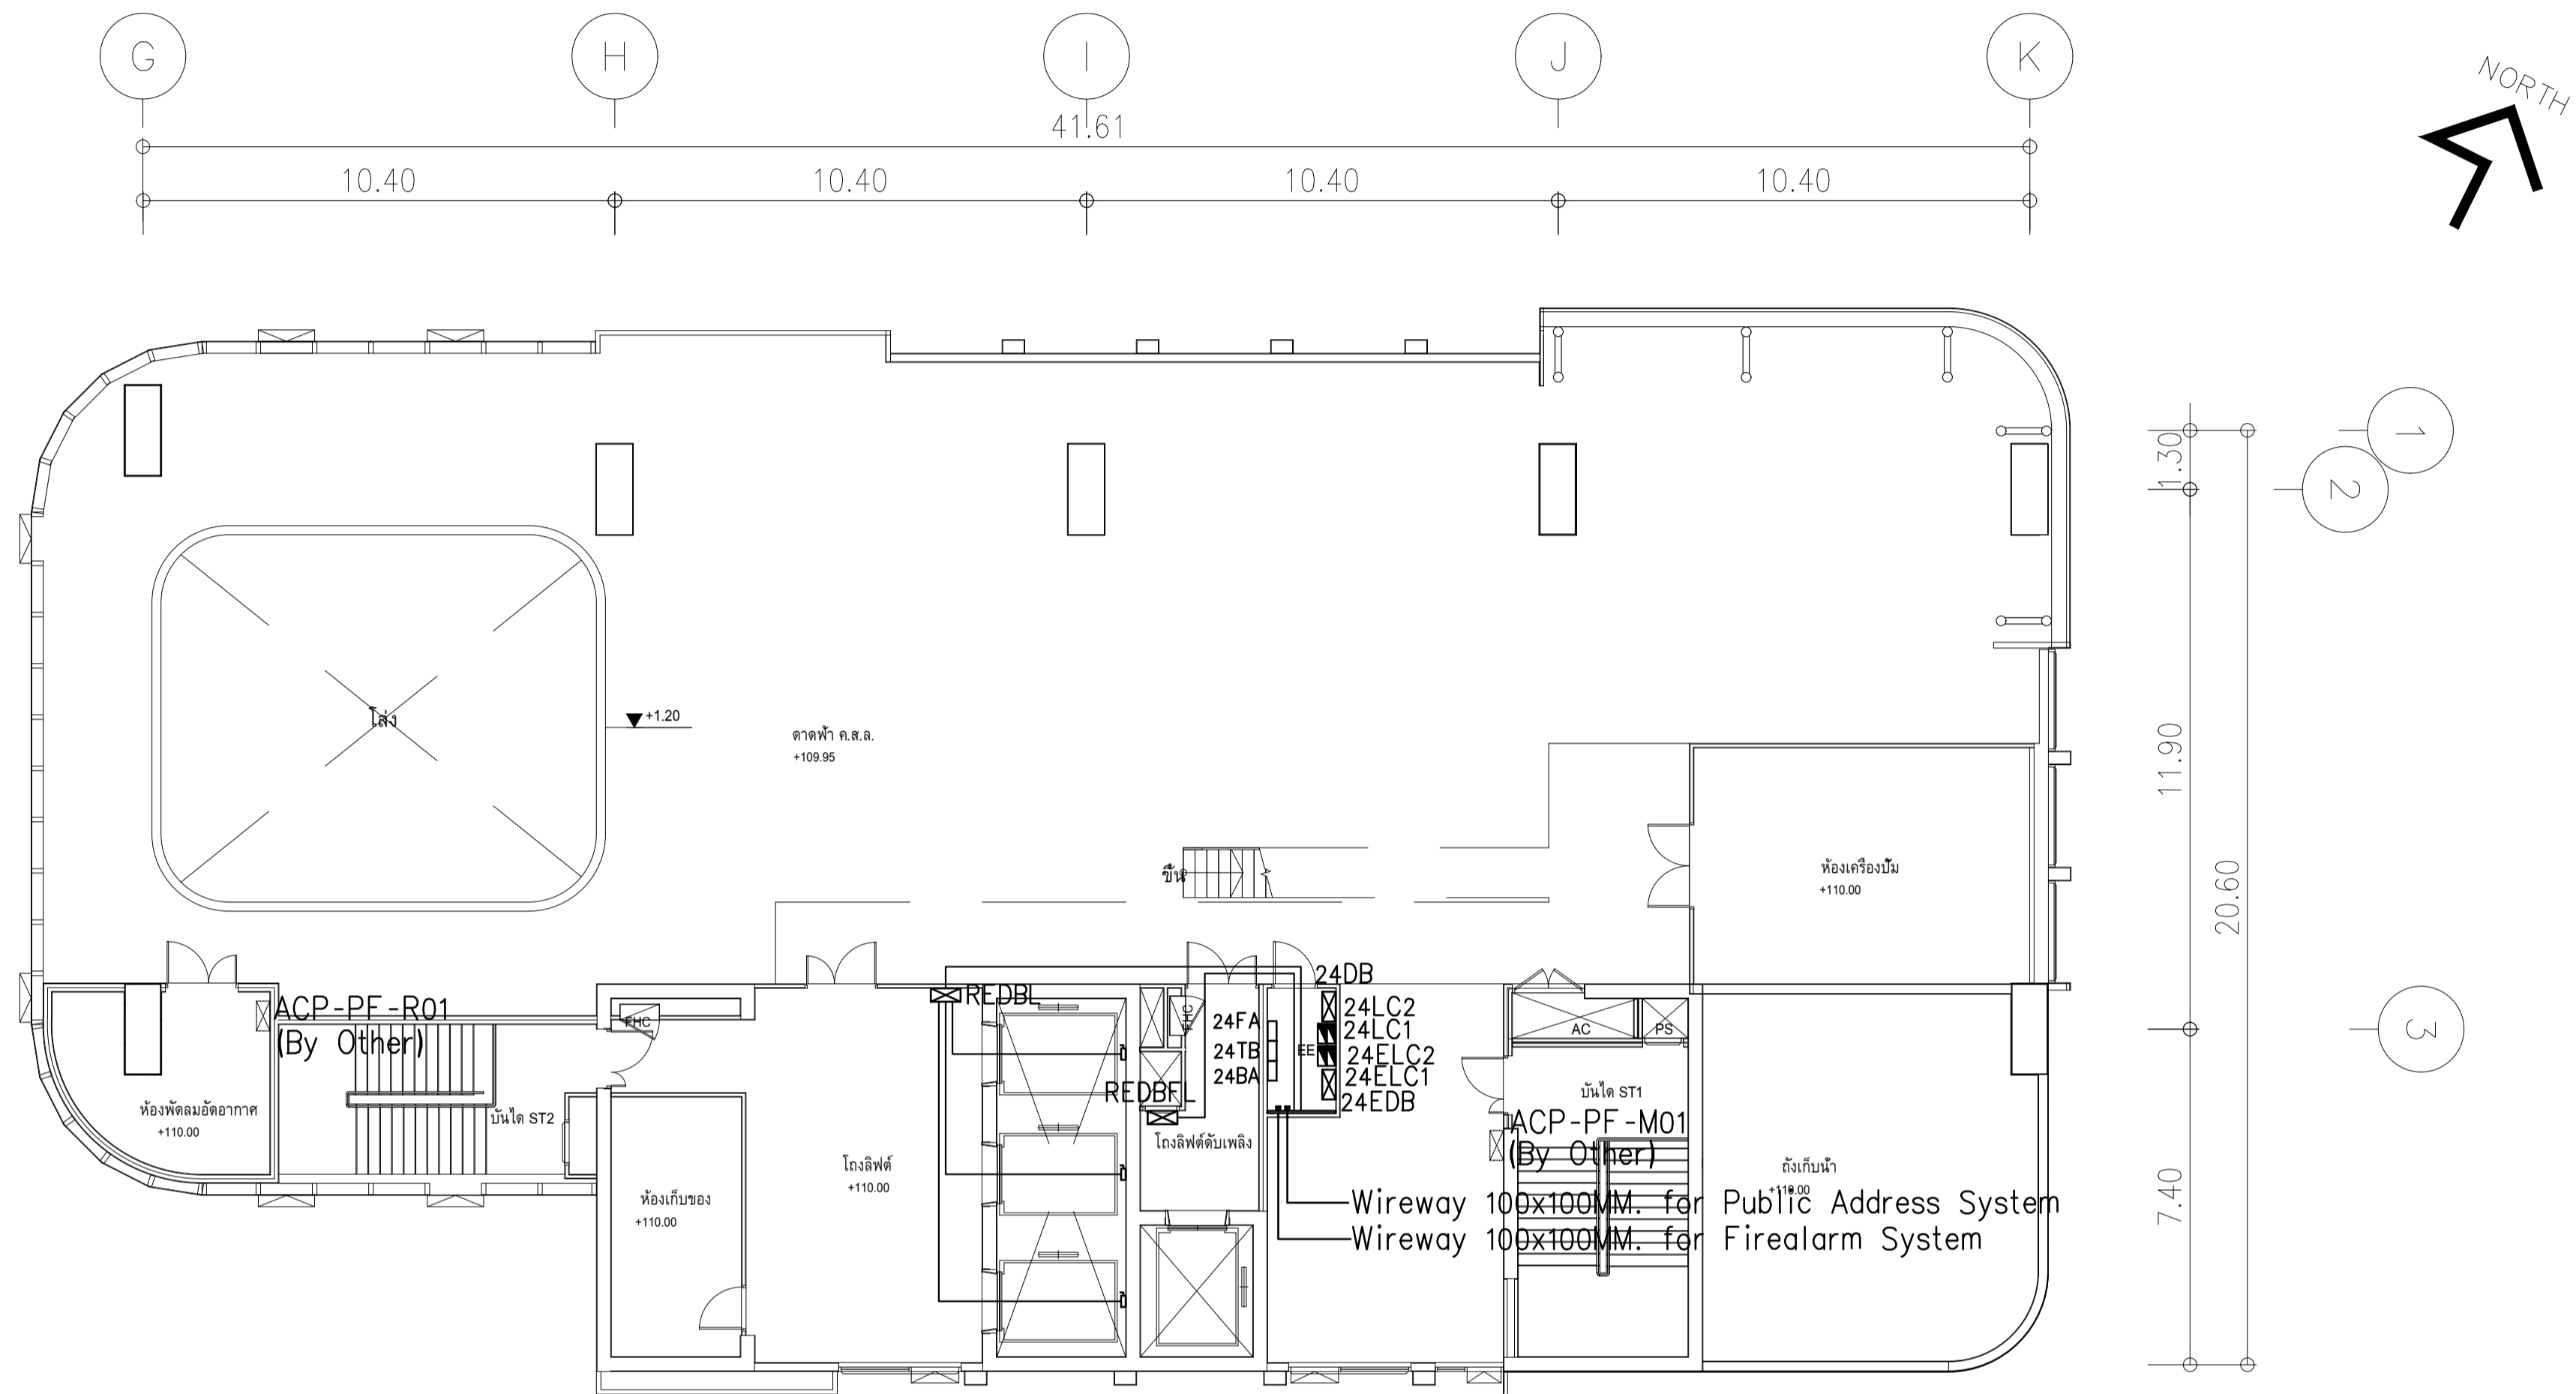 G
H
I
J
K
NORTH
41.61
10.40
10.40
10.40
10.40
1
2
1.30
โล่ง
+1.20
ดาดฟ้า ค.ส.ล.
+109.95
11.90
ขึ้น
ห้องเครื่องปั๊ม
+110.00
20.60
24DB
ACP-PF-R01
(By Other)
REDBL
24LC2
24LC1
24ELC2
24ELC1
24EDB
24FA
24TB
24BA
EE
FHC
FHC
AC
PS
3
REDBFL
ห้องพัดลมอัดอากาศ
+110.00
บันได ST2
บันได ST1
ACP-PF-M01
(By Other)
โถงลิฟต์ดับเพลิง
โถงลิฟต์
+110.00
ถังเก็บน้ำ
+110.00
ห้องเก็บของ
+110.00
Wireway 100x100MM. for Public Address System
Wireway 100x100MM. for Firealarm System
7.40